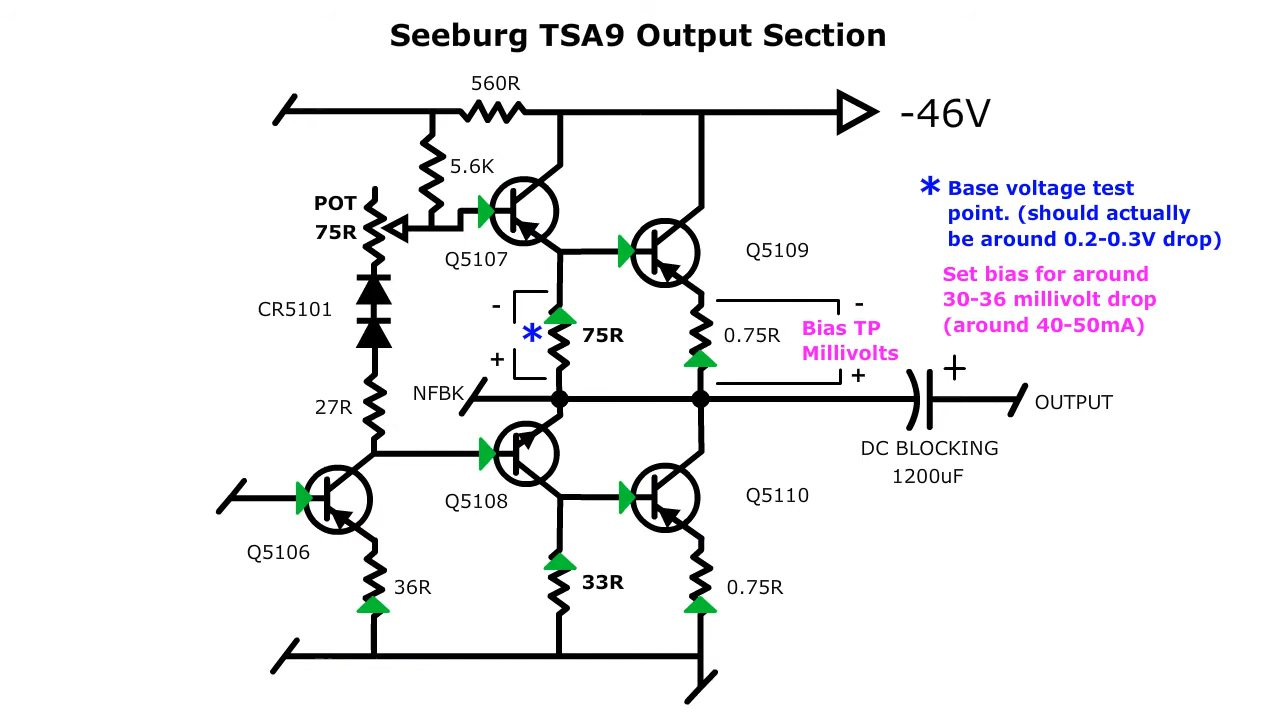 Seeburg TSA9 Output Section
560R
-46V
5.6K
POT
75R
Q5107
Q5109
* Base voltage test
point. (should actually
be around 0.2-0.3V drop)
Set bias for around
30-36 millivolt drop
(around 40-50mA)
CR5101
-
*
+
75R
0.75R
-
Bias TP
Millivolts
+
+
NFBK
OUTPUT
27R
DC BLOCKING
1200uF
Q5108
Q5110
Q5106
36R
33R
0.75R